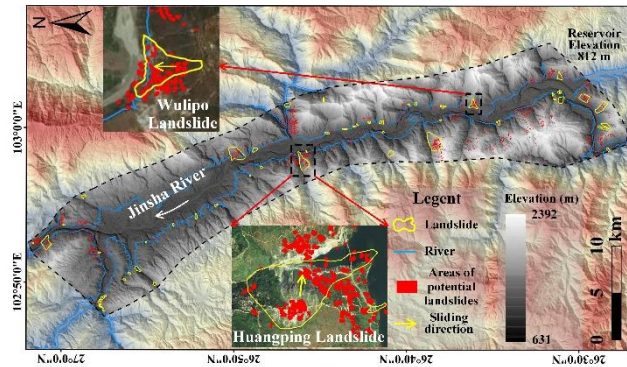 N
Reservoir
Elevation
812 m
Wulipo
Landslide
103°0'0"E
Jinsha River
102°50'0"E
Legent
Landslide
River
Areas of
potential
landslides
Sliding
direction
Elevation (m)
2392
631
0
5
10
km
Huangping Landslide
27°0'0"N
26°50'0"N
26°40'0"N
26°30'0"N